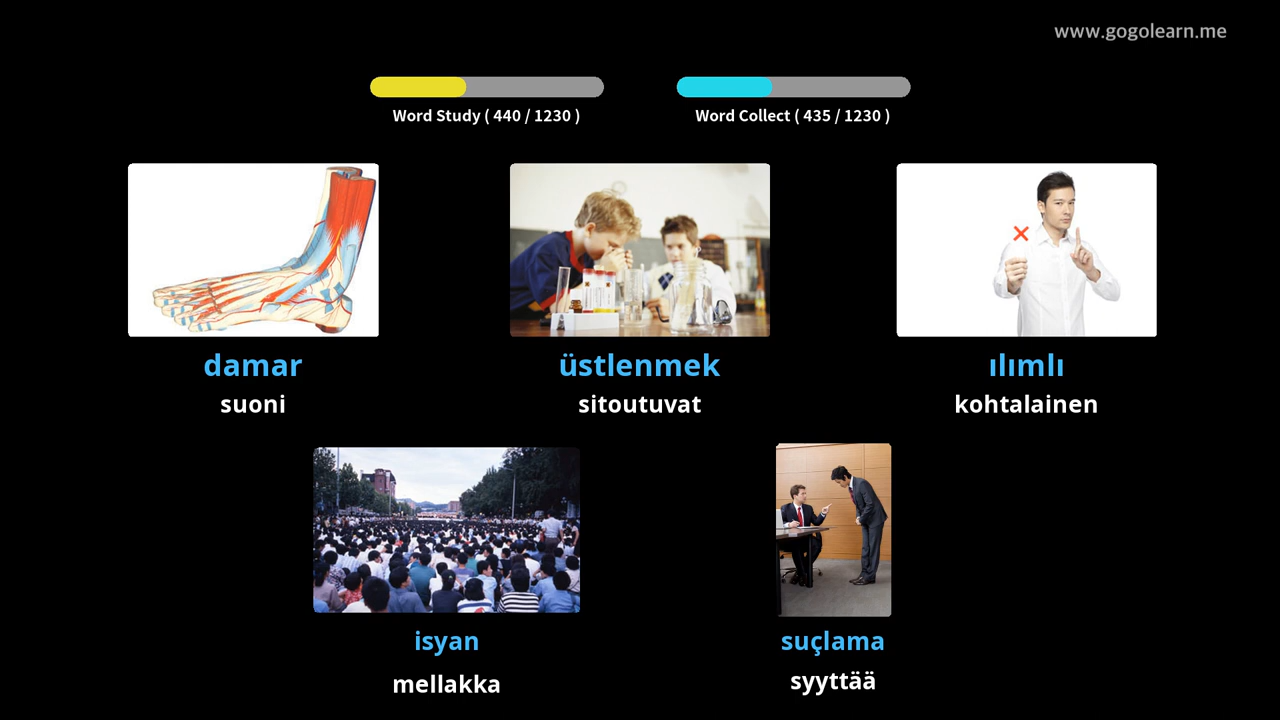 www.gogolearn.me
Word Study ( 440 / 1230 )
Word Collect ( 435 / 1230 )
damar
üstlenmek
ılımlı
suoni
sitoutuvat
kohtalainen
isyan
suçlama
mellakka
syyttää